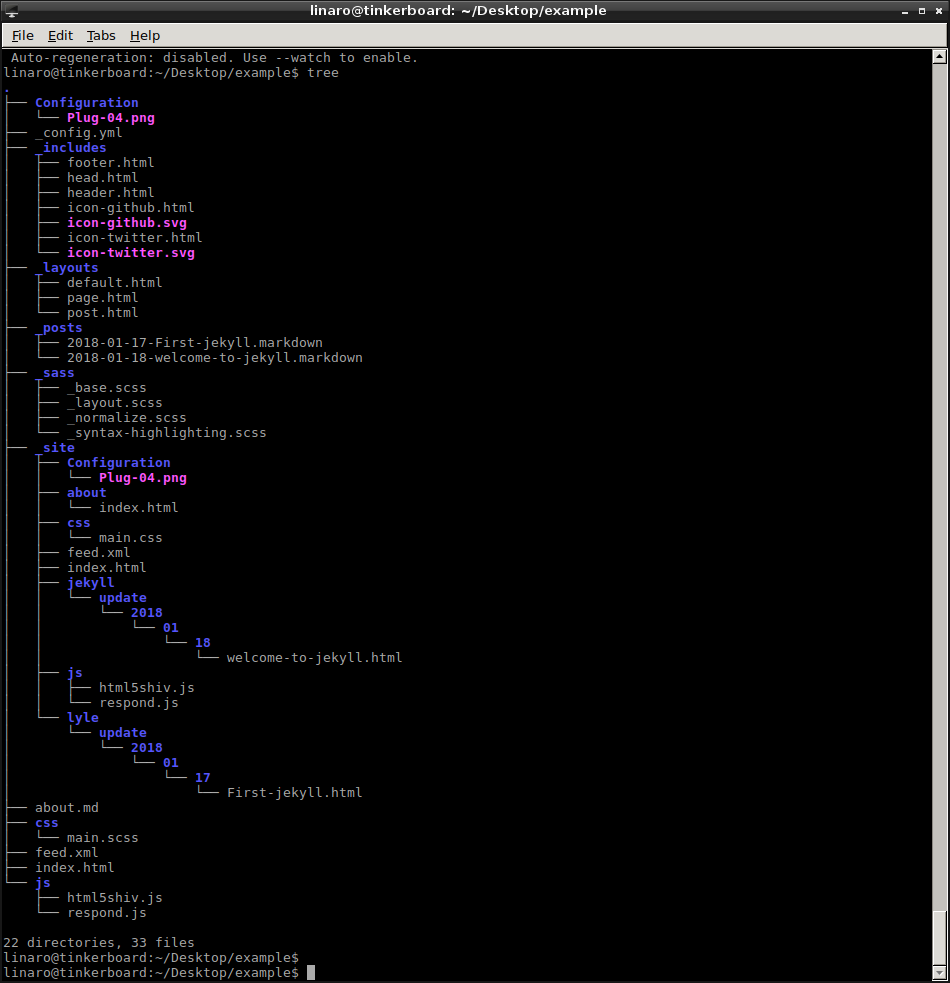 linaro@tinkerboard: ~/Desktop/example
File Edit Tabs Help
 Auto-regeneration: disabled. Use --watch to enable.
linaro@tinkerboard:~/Desktop/example$ tree
.
├── Configuration
│   └── Plug-04.png
├── _config.yml
├── _includes
│   ├── footer.html
│   ├── head.html
│   ├── header.html
│   ├── icon-github.html
│   ├── icon-github.svg
│   ├── icon-twitter.html
│   └── icon-twitter.svg
├── _layouts
│   ├── default.html
│   ├── page.html
│   └── post.html
├── _posts
│   ├── 2018-01-17-First-jekyll.markdown
│   └── 2018-01-18-welcome-to-jekyll.markdown
├── _sass
│   ├── _base.scss
│   ├── _layout.scss
│   ├── _normalize.scss
│   └── _syntax-highlighting.scss
├── _site
│   ├── Configuration
│   │   └── Plug-04.png
│   ├── about
│   │   └── index.html
│   ├── css
│   │   └── main.css
│   ├── feed.xml
│   ├── index.html
│   ├── jekyll
│   │   └── update
│   │       └── 2018
│   │           └── 01
│   │               └── 18
│   │                   └── welcome-to-jekyll.html
│   ├── js
│   │   ├── html5shiv.js
│   │   └── respond.js
│   └── lyle
│       └── update
│           └── 2018
│               └── 01
│                   └── 17
│                       └── First-jekyll.html
├── about.md
├── css
│   └── main.scss
├── feed.xml
├── index.html
└── js
    ├── html5shiv.js
    └── respond.js

22 directories, 33 files
linaro@tinkerboard:~/Desktop/example$
linaro@tinkerboard:~/Desktop/example$